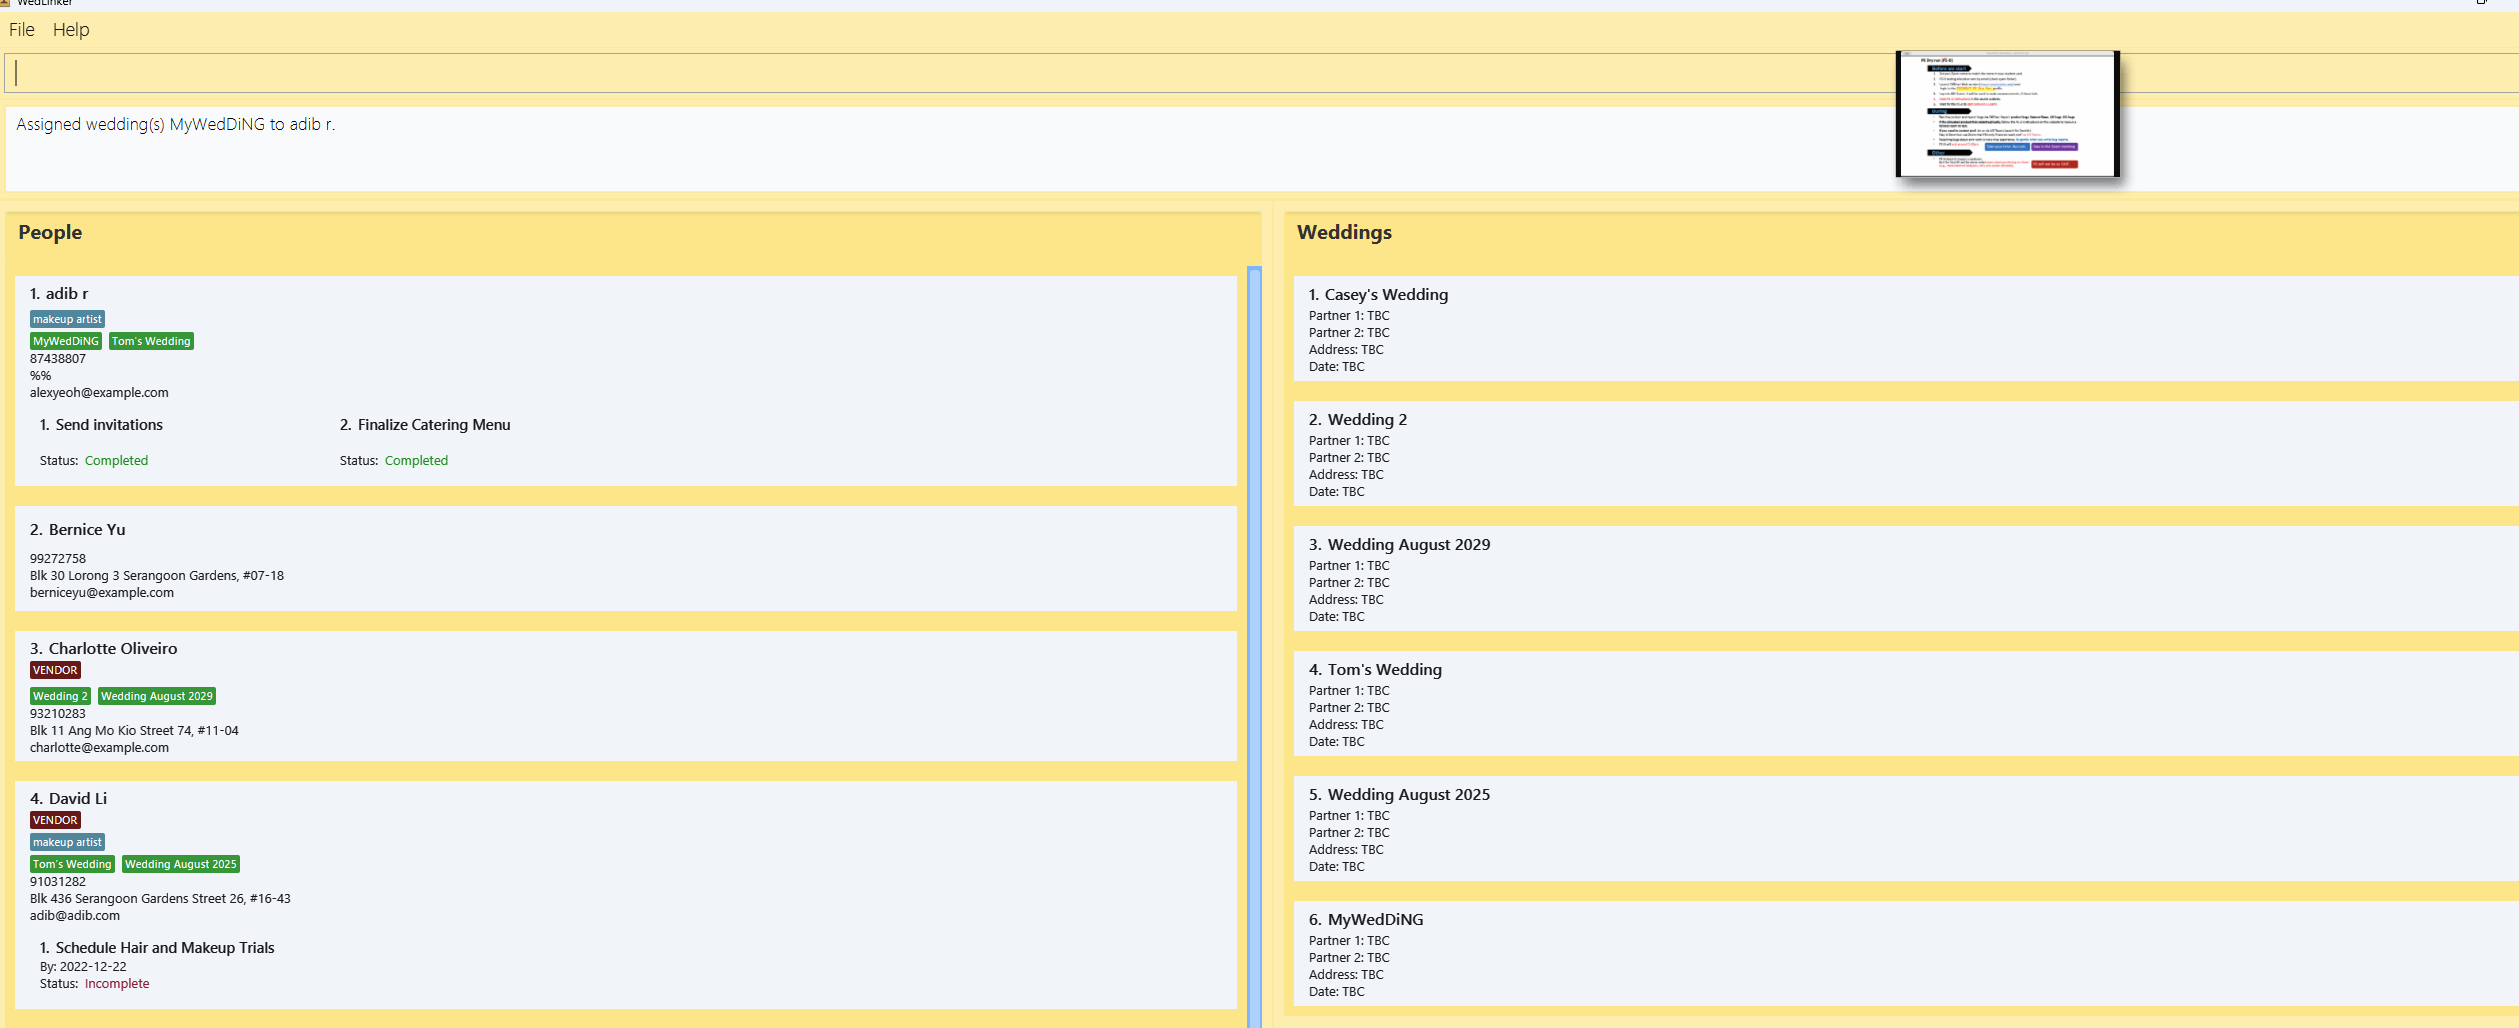 WedLinker
File Help
Assigned wedding(s) MyWedDiNG to adib r.
People
1. adib r
makeup artist
MyWedDiNG Tom's Wedding
87438807
%%
alexyeoh@example.com
1. Send invitations 2. Finalize Catering Menu
Status: Completed Status: Completed
2. Bernice Yu
99272758
Blk 30 Lorong 3 Serangoon Gardens, #07-18
berniceyu@example.com
3. Charlotte Oliveiro
VENDOR
Wedding 2 Wedding August 2029
93210283
Blk 11 Ang Mo Kio Street 74, #11-04
charlotte@example.com
4. David Li
VENDOR
makeup artist
Tom's Wedding Wedding August 2025
91031282
Blk 436 Serangoon Gardens Street 26, #16-43
adib@adib.com
1. Schedule Hair and Makeup Trials
By: 2022-12-22
Status: Incomplete
Weddings
1. Casey's Wedding
Partner 1: TBC
Partner 2: TBC
Address: TBC
Date: TBC
2. Wedding 2
Partner 1: TBC
Partner 2: TBC
Address: TBC
Date: TBC
3. Wedding August 2029
Partner 1: TBC
Partner 2: TBC
Address: TBC
Date: TBC
4. Tom's Wedding
Partner 1: TBC
Partner 2: TBC
Address: TBC
Date: TBC
5. Wedding August 2025
Partner 1: TBC
Partner 2: TBC
Address: TBC
Date: TBC
6. MyWedDiNG
Partner 1: TBC
Partner 2: TBC
Address: TBC
Date: TBC